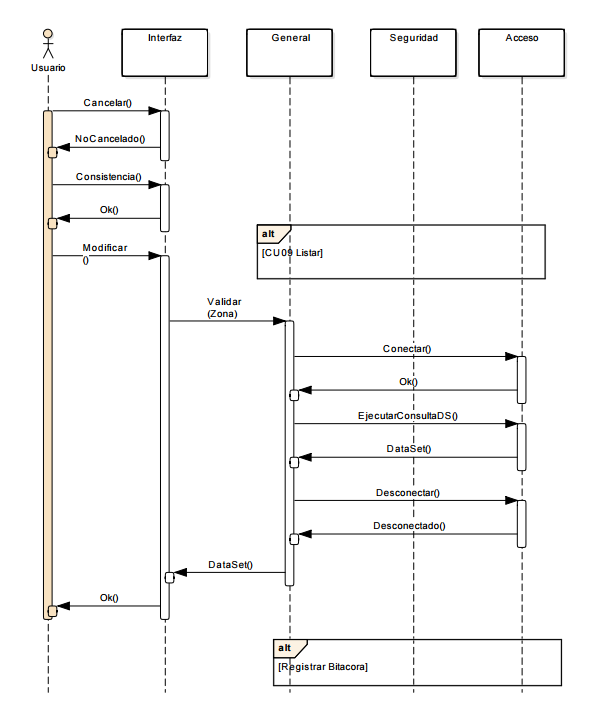 Interfaz
General
Seguridad
Acceso
Usuario
Cancelar()
NoCancelado()
Consistencia()
Ok()
Modificar
()
alt
[CU09 Listar]
Validar
(Zona)
Conectar()
Ok()
EjecutarConsultaDS()
DataSet()
Desconectar()
Desconectado()
DataSet()
Ok()
alt
[Registrar Bitacora]